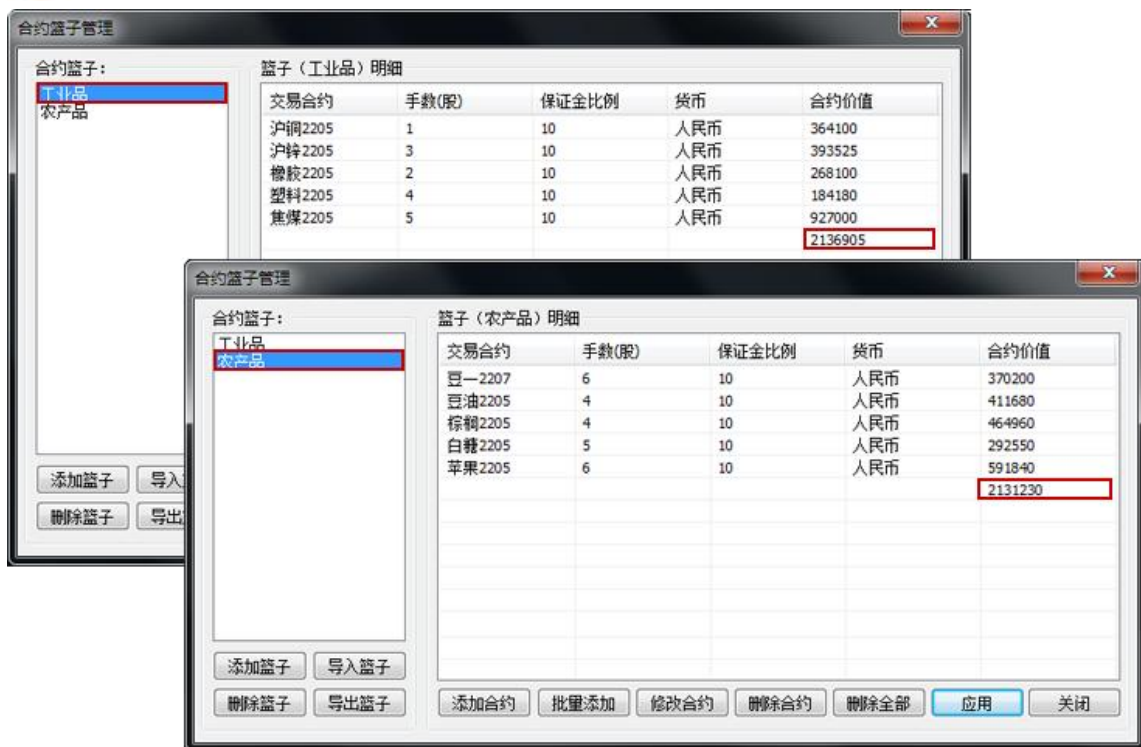 合约篮子管理
合约篮子:
工业品
农产品
篮子（工业品）明细
交易合约 手数(股) 保证金比例 货币 合约价值
沪铜2205 1 10 人民币 364100
沪锌2205 3 10 人民币 393525
橡胶2205 2 10 人民币 268100
塑料2205 4 10 人民币 184180
焦煤2205 5 10 人民币 927000
2136905
添加篮子 导入
删除篮子 导出
合约篮子管理
合约篮子:
工业品
农产品
篮子（农产品）明细
交易合约 手数(股) 保证金比例 货币 合约价值
豆一2207 6 10 人民币 370200
豆油2205 4 10 人民币 411680
棕榈2205 4 10 人民币 464960
白糖2205 5 10 人民币 292550
苹果2205 6 10 人民币 591840
2131230
添加篮子 导入篮子
删除篮子 导出篮子
添加合约 批量添加 修改合约 删除合约 删除全部 应用 关闭